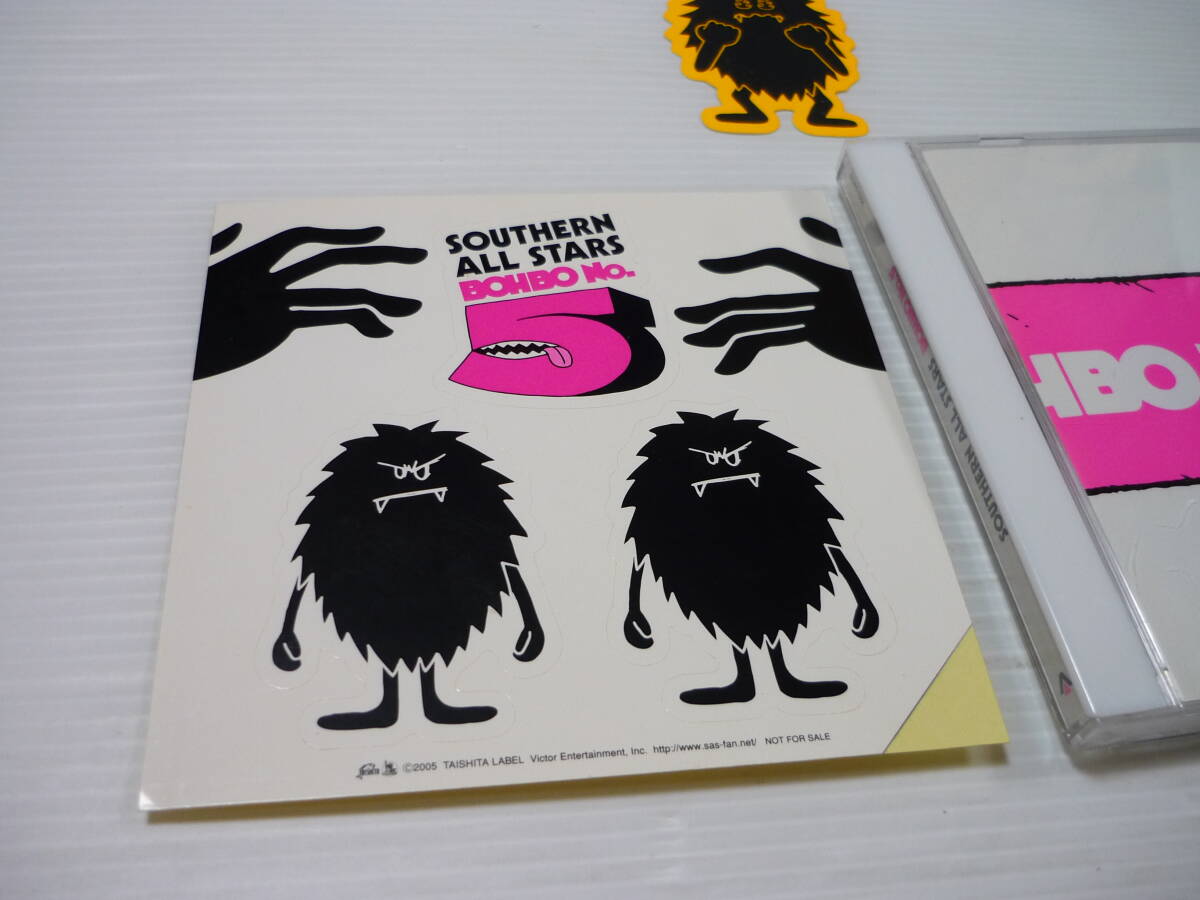 SOUTHERN
ALL STARS
BOHBO No.
5
©2005 TAISHITA LABEL Victor Entertainment, Inc. http://www.sas-fan.net/ NOT FOR SALE
SOUTHERN ALL STARS
HBO